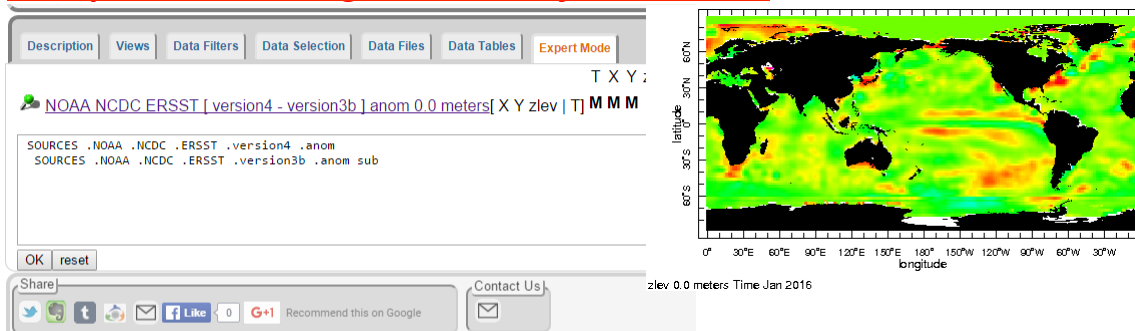 Description Views Data Filters Data Selection Data Files Data Tables Expert Mode
T X Y z
NOAA NCDC ERSST [ version4 - version3b ] anom 0.0 meters[ X Y zlev | T] M M M
SOURCES .NOAA .NCDC .ERSST .version4 .anom
SOURCES .NOAA .NCDC .ERSST .version3b .anom sub
OK reset
Share
Like 0 G+1 Recommend this on Google
Contact Us
latitude
60°N
30°N
0°
30°S
60°S
0° 30°E 60°E 90°E 120°E 150°E 180° 150°W 120°W 90°W 60°W 30°W
longitude
zlev 0.0 meters Time Jan 2016